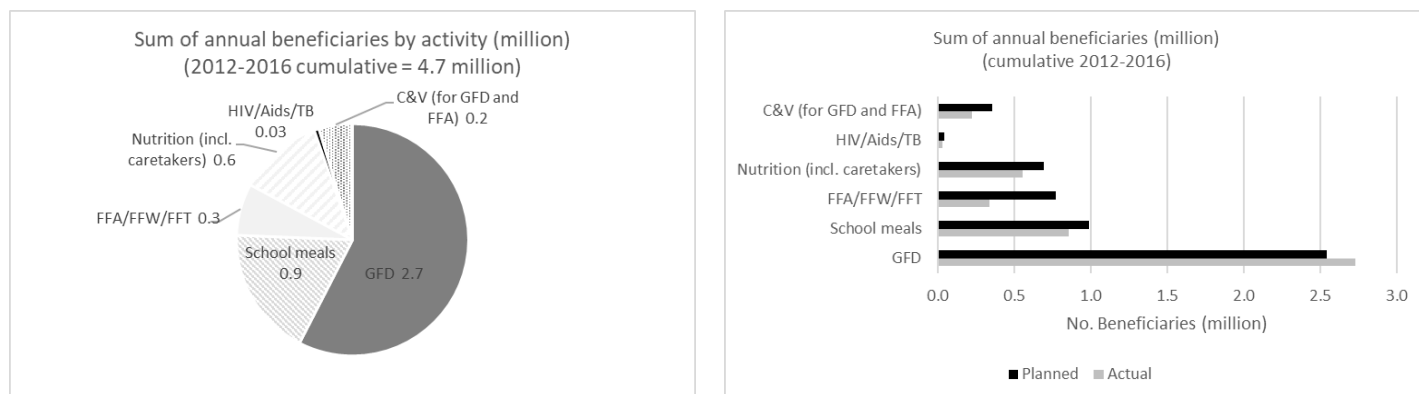 Sum of annual beneficiaries by activity (million)
(2012-2016 cumulative = 4.7 million)
C&V (for GFD and
FFA) 0.2
HIV/Aids/TB
0.03
Nutrition (incl.
caretakers) 0.6
FFA/FFW/FFT 0.3
School meals
0.9
GFD 2.7
Sum of annual beneficiaries (million)
(cumulative 2012-2016)
C&V (for GFD and FFA)
HIV/Aids/TB
Nutrition (incl. caretakers)
FFA/FFW/FFT
School meals
GFD
0.0 0.5 1.0 1.5 2.0 2.5 3.0
No. Beneficiaries (million)
Planned Actual